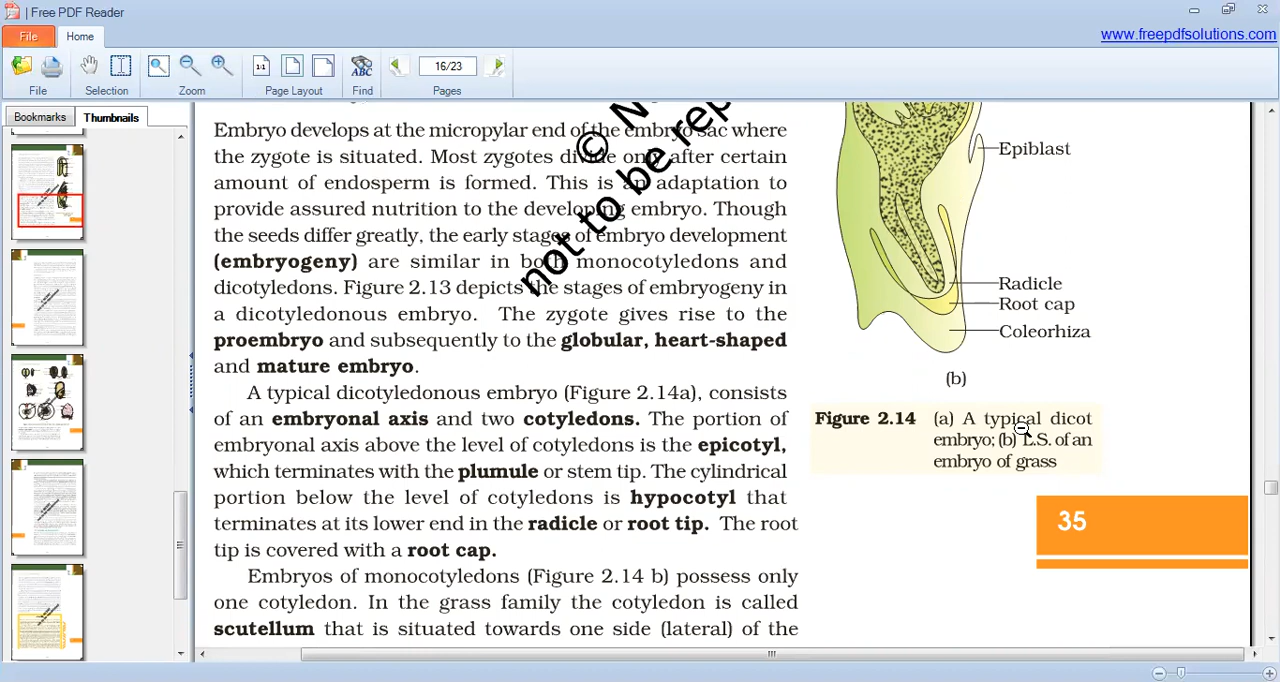 | Free PDF Reader
www.freepdfsolutions.com
File Home
1:1 ABC 16/23
File Selection Zoom Page Layout Find Pages
Bookmarks Thumbnails
© N
not to be rep
Embryo develops at the micropylar end of the embryo sac where
the zygote is situated. Most zygotes divide only after certain
amount of endosperm is formed. This is an adaptation to
provide assured nutrition to the developing embryo. Though
the seeds differ greatly, the early stages of embryo development
(embryogeny) are similar in both monocotyledons and
dicotyledons. Figure 2.13 depicts the stages of embryogeny in
a dicotyledonous embryo. The zygote gives rise to the
proembryo and subsequently to the globular, heart-shaped
and mature embryo.
A typical dicotyledonous embryo (Figure 2.14a), consists
of an embryonal axis and two cotyledons. The portion of
embryonal axis above the level of cotyledons is the epicotyl,
which terminates with the plumule or stem tip. The cylindrical
portion below the level of cotyledons is hypocotyl that
terminates at its lower end in the radicle or root tip. The root
tip is covered with a root cap.
Embryos of monocotyledons (Figure 2.14 b) possess only
one cotyledon. In the grass family the cotyledon is called
scutellum that is situated towards one side (lateral) of the
Epiblast
Radicle
Root cap
Coleorhiza
(b)
Figure 2.14 (a) A typical dicot
embryo; (b) L.S. of an
embryo of grass
35